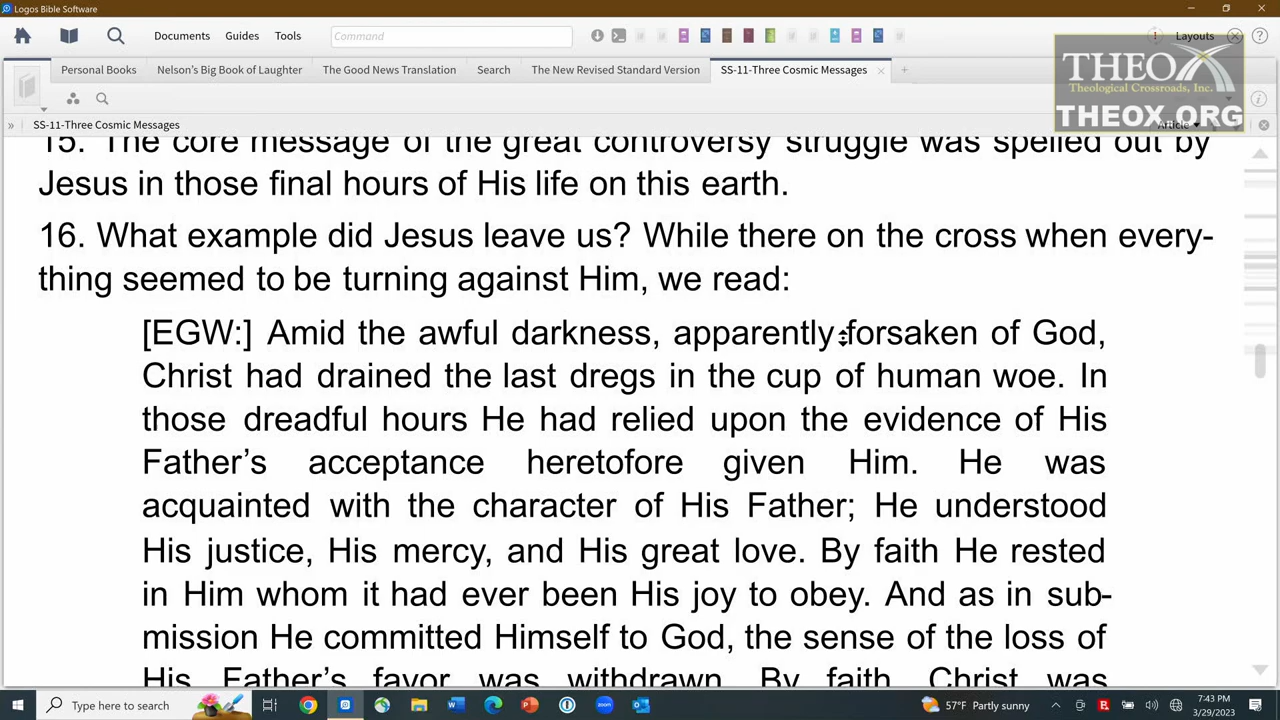 Logos Bible Software
Documents Guides Tools Command Layouts
THEOX
Theological Crossroads, Inc.
THEOX.ORG
Personal Books Nelson's Big Book of Laughter The Good News Translation Search The New Revised Standard Version SS-11-Three Cosmic Messages
SS-11-Three Cosmic Messages Article
15. The core message of the great controversy struggle was spelled out by
Jesus in those final hours of His life on this earth.
16. What example did Jesus leave us? While there on the cross when every-
thing seemed to be turning against Him, we read:
[EGW:] Amid the awful darkness, apparently forsaken of God,
Christ had drained the last dregs in the cup of human woe. In
those dreadful hours He had relied upon the evidence of His
Father's acceptance heretofore given Him. He was
acquainted with the character of His Father; He understood
His justice, His mercy, and His great love. By faith He rested
in Him whom it had ever been His joy to obey. And as in sub-
mission He committed Himself to God, the sense of the loss of
His Father's favor was withdrawn. By faith, Christ was
Type here to search 57°F Partly sunny 7:43 PM
3/29/2023